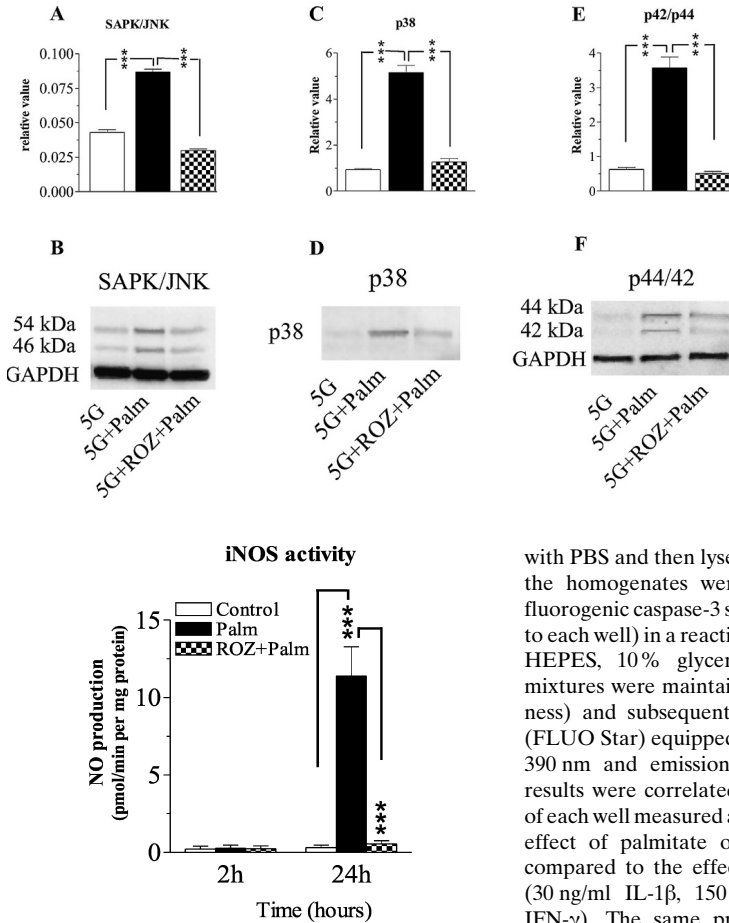 A
SAPK/JNK
0.100
0.075
0.050
0.025
0.000
relative value
***
***
C
p38
6
4
2
0
Relative value
***
***
E
p42/p44
4
3
2
1
0
Relative value
***
***
B
SAPK/JNK
54 kDa
46 kDa
GAPDH
5G
5G+Palm
5G+ROZ+Palm
D
p38
p38
5G
5G+Palm
5G+ROZ+Palm
F
p44/42
44 kDa
42 kDa
GAPDH
5G
5G+Palm
5G+ROZ+Palm
iNOS activity
15
10
5
0
NO production
(pmol/min per mg protein)
Control
Palm
ROZ+Palm
***
***
2h
24h
Time (hours)
with PBS and then lyse
the homogenates wer
fluorogenic caspase-3 s
to each well) in a reacti
HEPES, 10% glycer
mixtures were maintai
ness) and subsequent
(FLUO Star) equipped
390 nm and emission
results were correlated
of each well measured a
effect of palmitate o
compared to the effec
(30 ng/ml IL-1β, 150
IFN-γ). The same pr